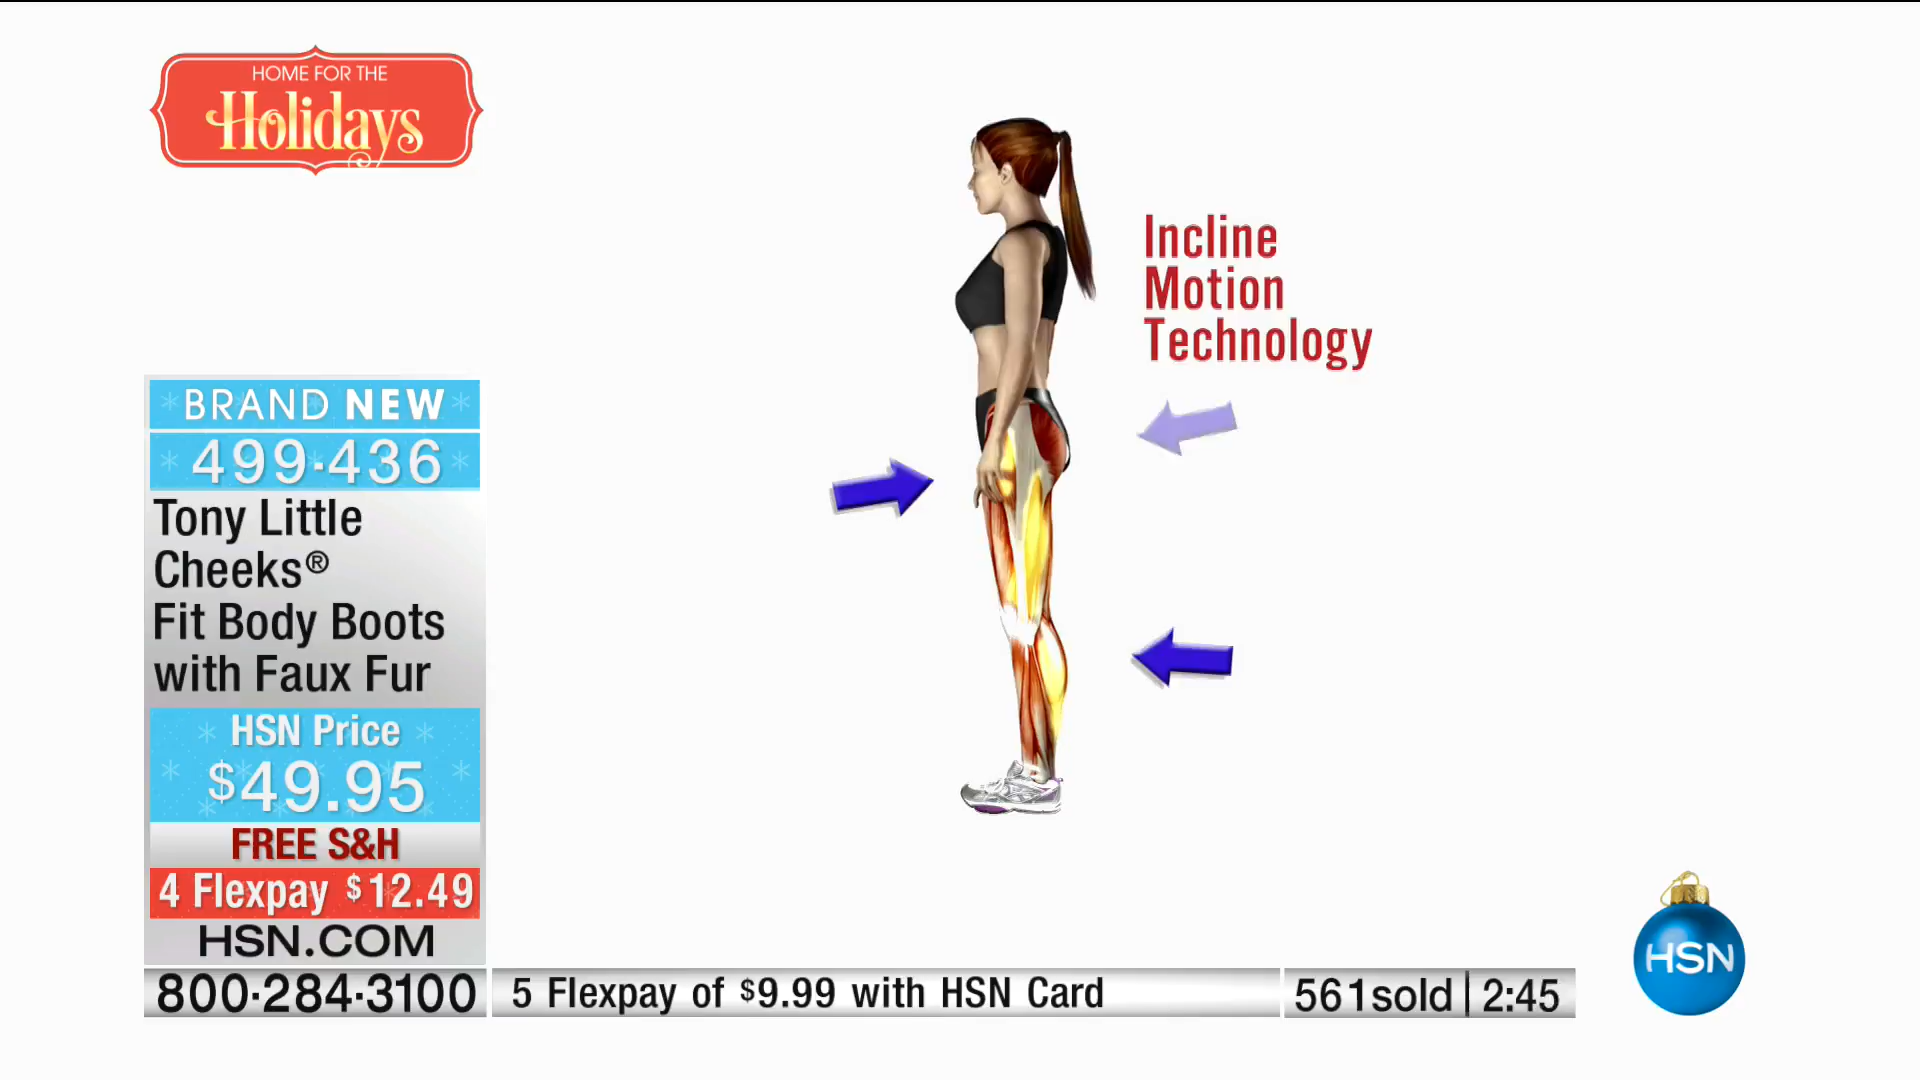 HOME FOR THE
Holidays
Incline
Motion
Technology
BRAND NEW
499·436
Tony Little
Cheeks®
Fit Body Boots
with Faux Fur
HSN Price
$49.95
FREE S&H
4 Flexpay $12.49
HSN.COM
800·284·3100
5 Flexpay of $9.99 with HSN Card
561sold | 2:45
HSN